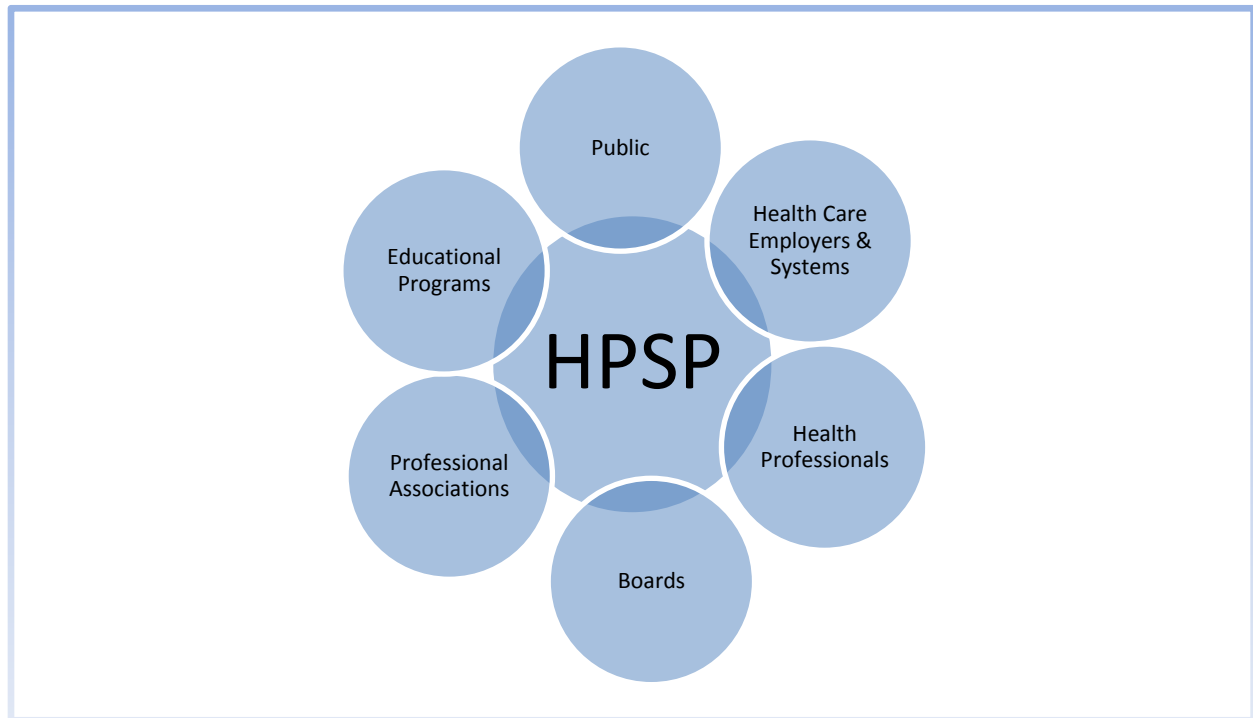 Public
Health Care
Employers &
Systems
Educational
Programs
HPSP
Health
Professionals
Professional
Associations
Boards